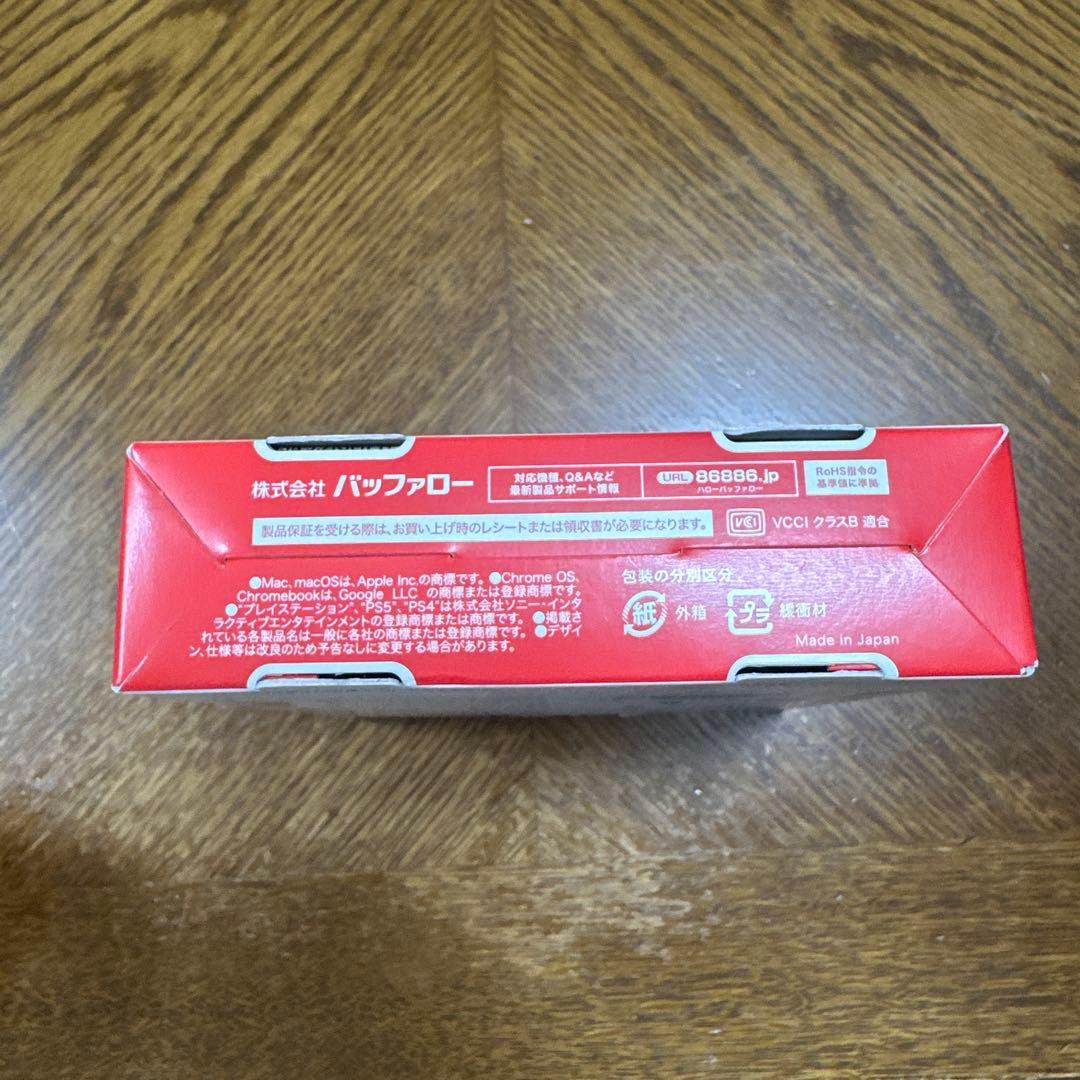 株式会社 バッファロー
対応機種、Q&Aなど
最新製品サポート情報
URL 86886.jp
ハローバッファロー
RoHS指令の
基準値に準拠
製品保証を受ける際は、お買い上げ時のレシートまたは領収書が必要になります。
VCCI VCCI クラスB 適合
●Mac、macOSは、Apple Inc.の商標です。 ●Chrome OS、
Chromebookは、Google LLC の商標または登録商標です。
●"プレイステーション"、"PS5"、"PS4"は株式会社ソニー・インタ
ラクティブエンタテインメントの登録商標または商標です。 ●掲載さ
れている各製品名は一般に各社の商標または登録商標です。 ●デザイ
ン、仕様等は改良のため予告なしに変更する場合があります。
包装の分別区分
紙 外箱 プラ 緩衝材
Made in Japan